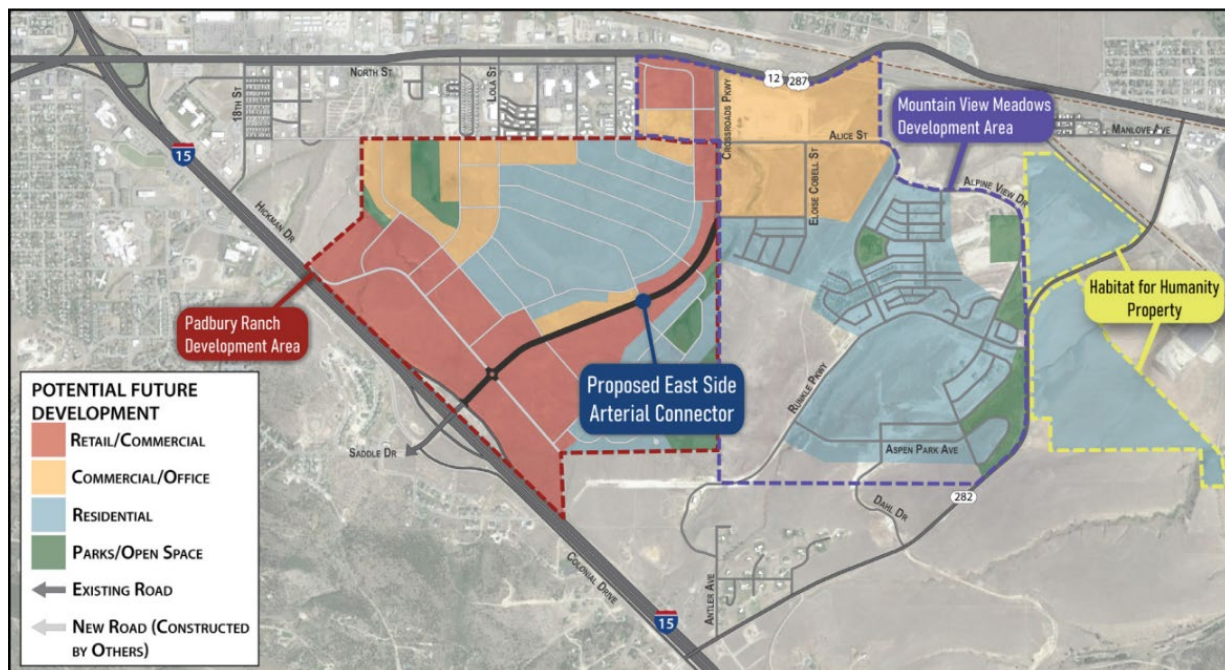 NORTH ST
18TH ST
LOLA ST
12
287
CROSSROADS PKWY
ALICE ST
ELOISE COBELL ST
Mountain View Meadows
Development Area
MANLOVE AVE
ALPINE VIEW DR
15
HICKMAN DR
Padbury Ranch
Development Area
Habitat for Humanity
Property
Proposed East Side
Arterial Connector
RUNKLE PKWY
SADDLE DR
ASPEN PARK AVE
DAHL DR
282
COLONIAL DRIVE
ANTLER AVE
15
POTENTIAL FUTURE
DEVELOPMENT
RETAIL/COMMERCIAL
COMMERCIAL/OFFICE
RESIDENTIAL
PARKS/OPEN SPACE
EXISTING ROAD
NEW ROAD (CONSTRUCTED
BY OTHERS)